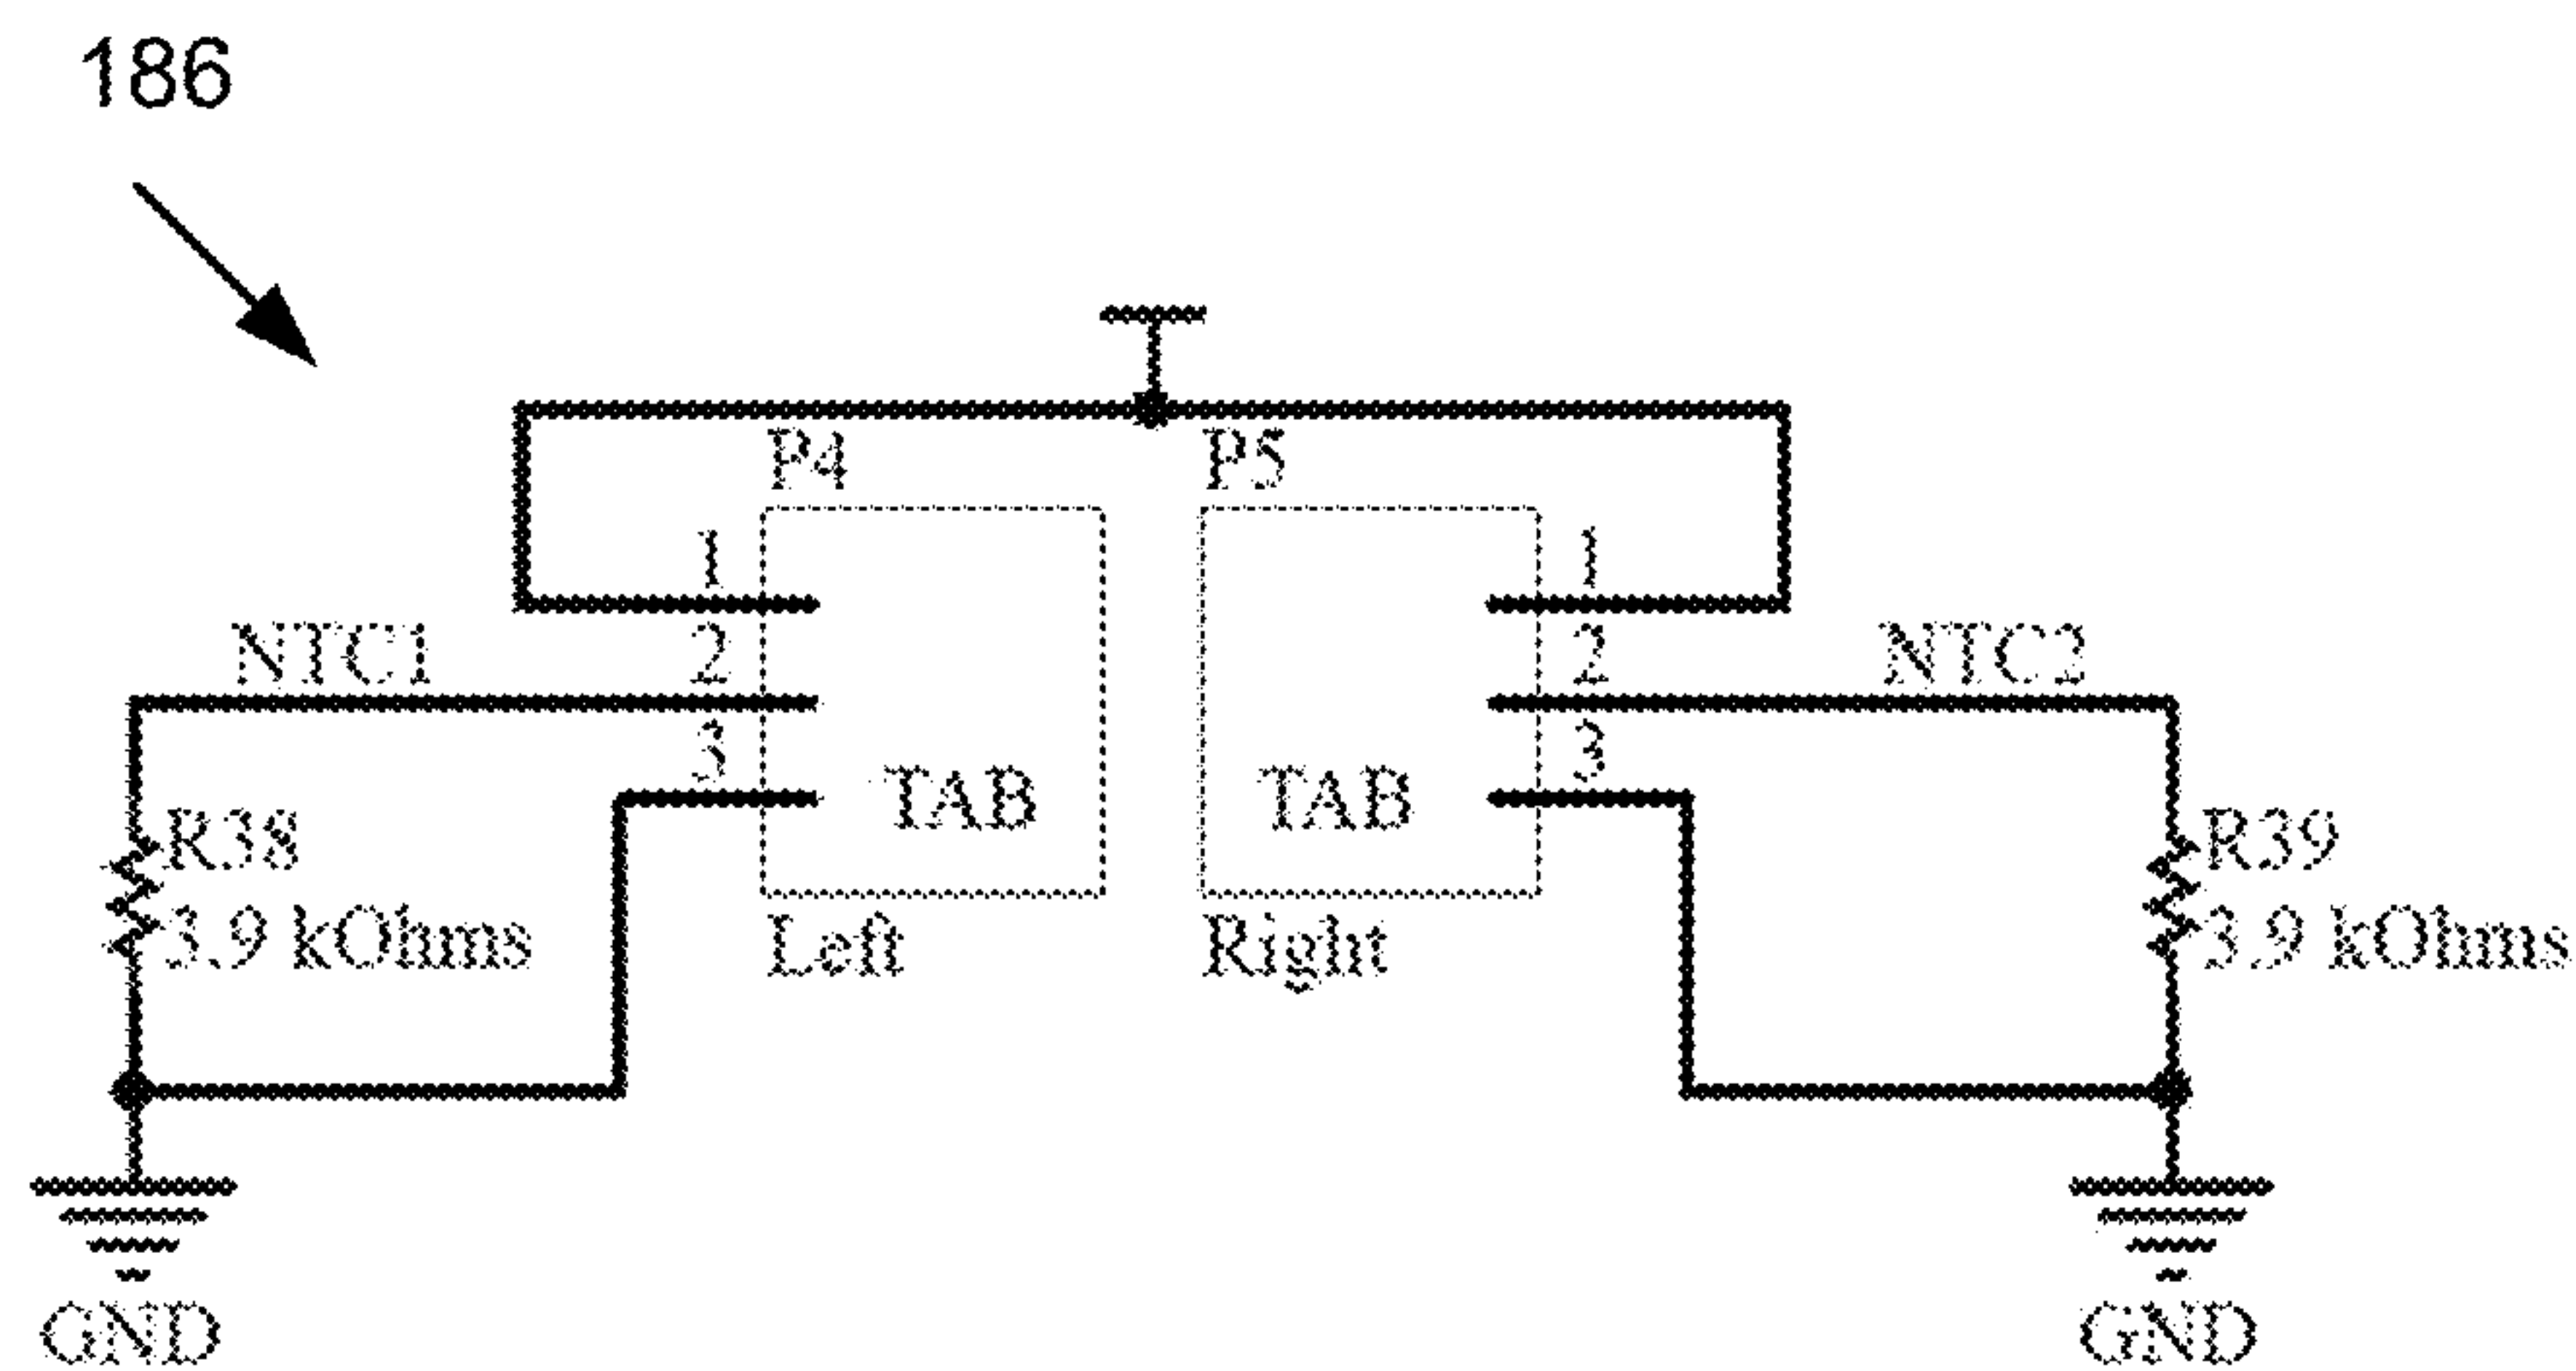 186
P4
P5
1
1
NTC1
2
2
NTC2
3
3
TAB
TAB
R38
3.9 kOhms
R39
3.9 kOhms
Left
Right
GND
GND